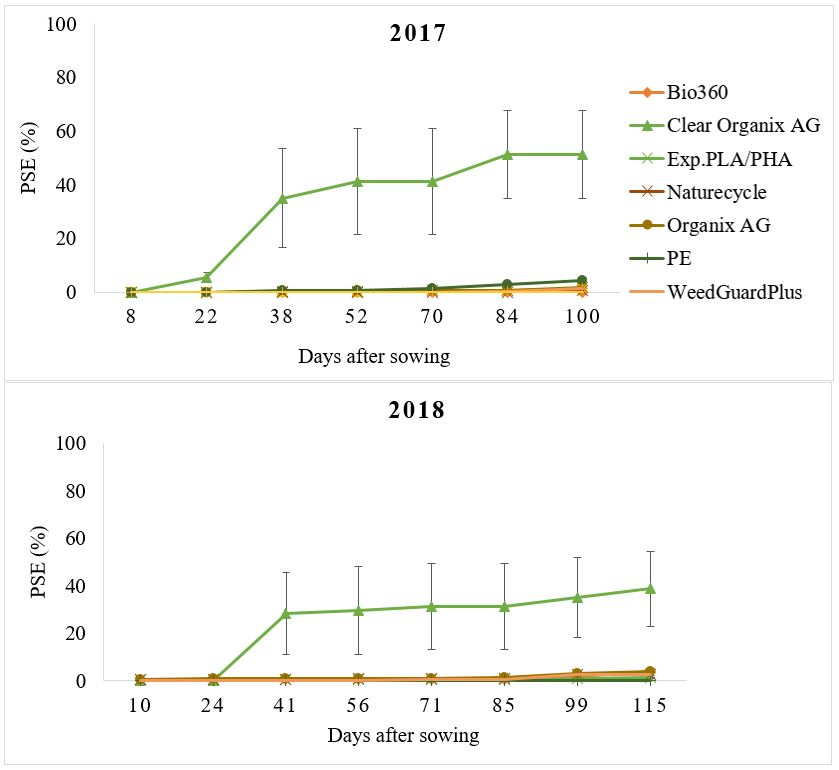 2017
100
80
60
40
20
0
PSE (%)
8 22 38 52 70 84 100
Days after sowing
Bio360
Clear Organix AG
Exp.PLA/PHA
Naturecycle
Organix AG
PE
WeedGuardPlus
2018
100
80
60
40
20
0
PSE (%)
10 24 41 56 71 85 99 115
Days after sowing